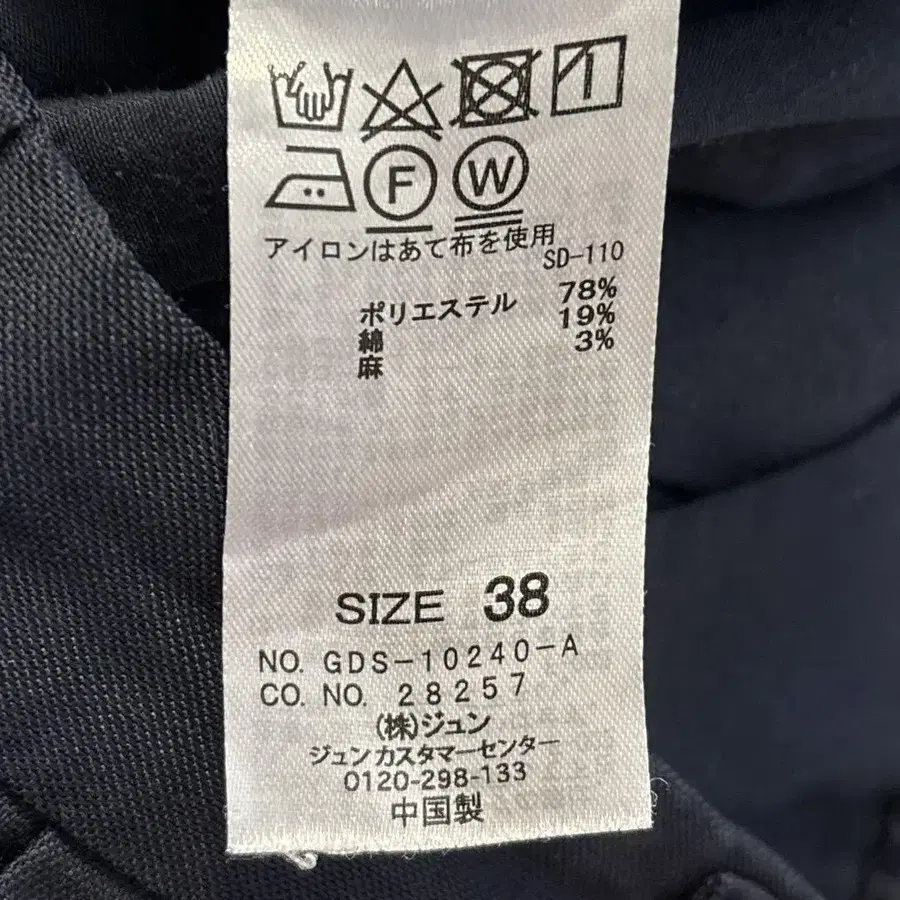 F W
アイロンはあて布を使用
SD-110
ポリエステル 78%
綿 19%
麻 3%
SIZE 38
NO. GDS-10240-A
CO. NO. 28257
(株)ジュン
ジュンカスタマーセンター
0120-298-133
中国製